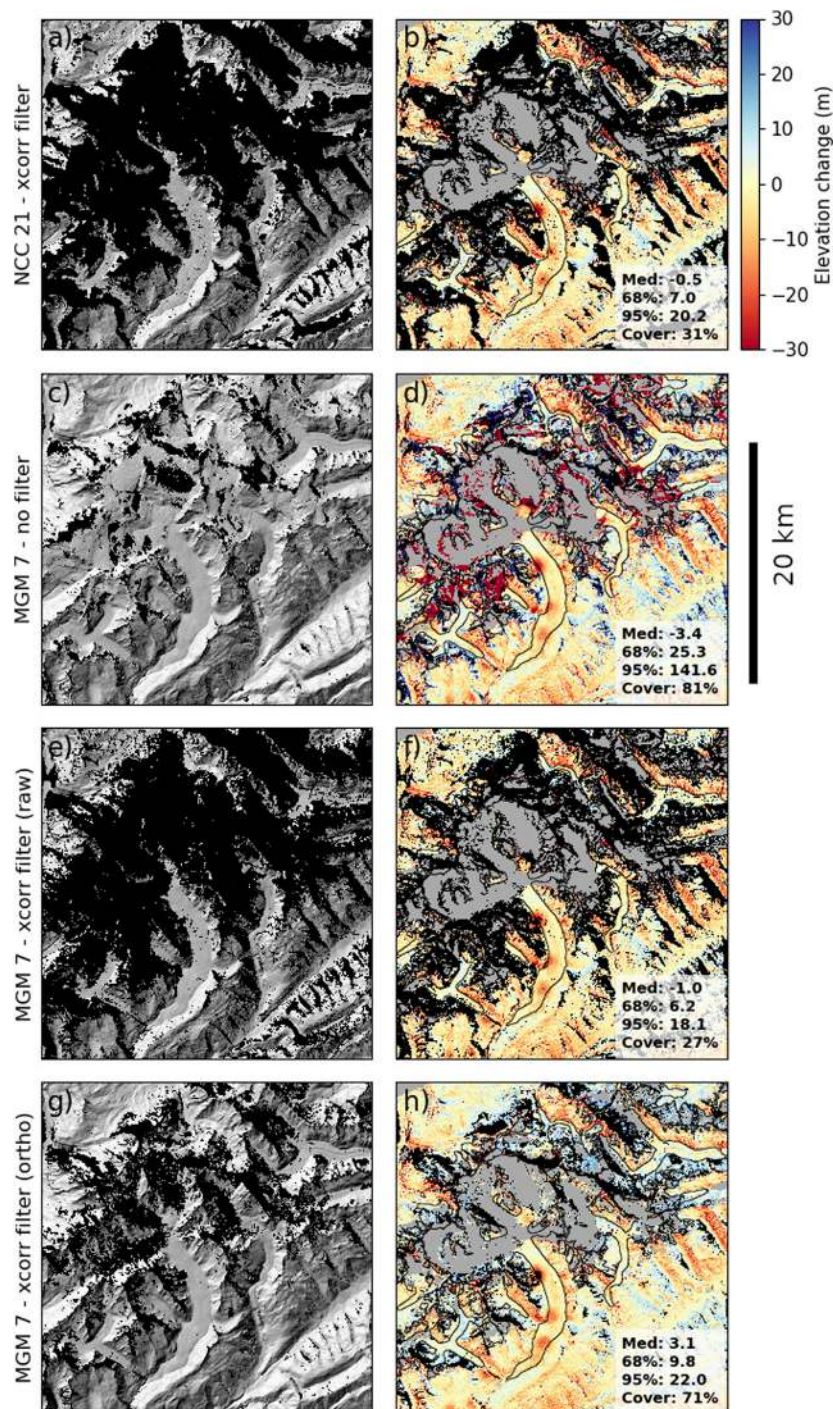 NCC 21 - xcorr filter
a)
b)
Med: -0.5
68%: 7.0
95%: 20.2
Cover: 31%
30
20
10
0
−10
−20
−30
Elevation change (m)
MGM 7 - no filter
c)
d)
Med: -3.4
68%: 25.3
95%: 141.6
Cover: 81%
20 km
MGM 7 - xcorr filter (raw)
e)
f)
Med: -1.0
68%: 6.2
95%: 18.1
Cover: 27%
MGM 7 - xcorr filter (ortho)
g)
h)
Med: 3.1
68%: 9.8
95%: 22.0
Cover: 71%